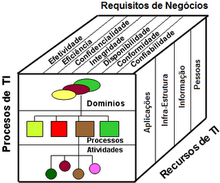 Requisitos de Negócios
Efetividade
Eficiência
Confidencialidade
Integridade
Disponibilidade
Conformidade
Confiabilidade
Processos de TI
Domínios
Processos
Atividades
Aplicações
Infra-Estrutura
Informação
Pessoas
Recursos de TI